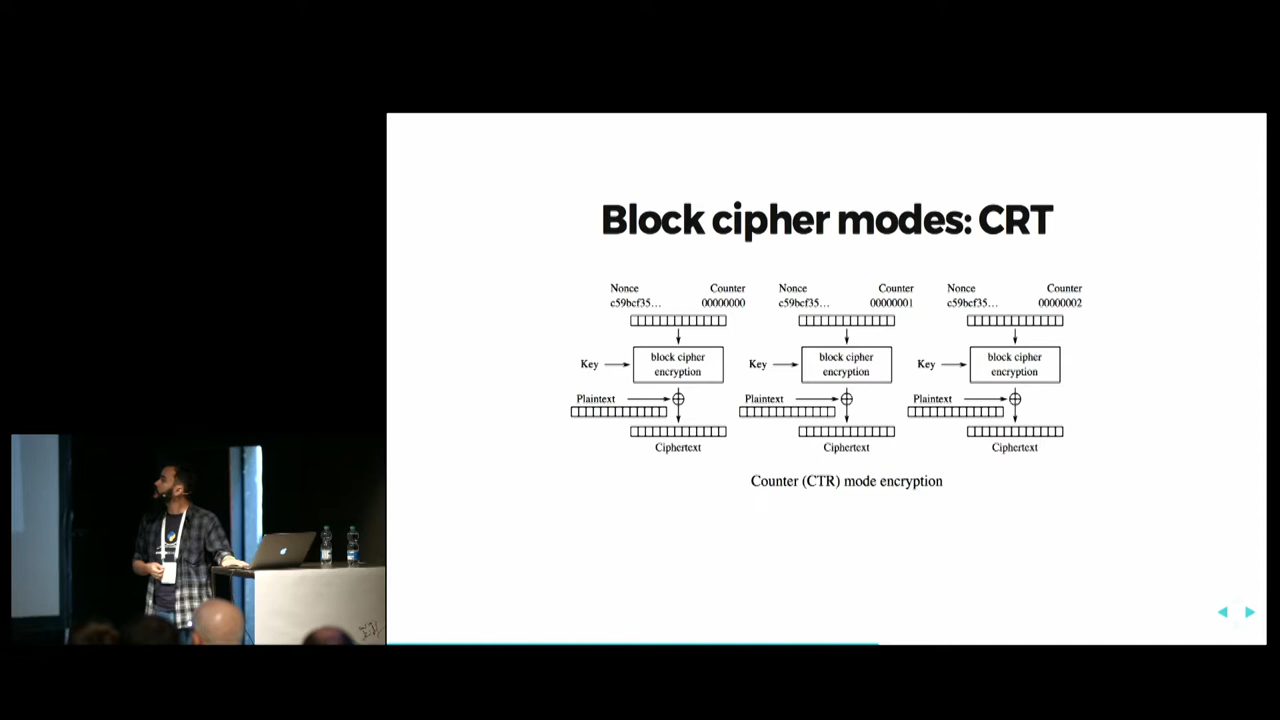 Block cipher modes: CRT
Nonce Counter Nonce Counter Nonce Counter
c59bcf35... 00000000 c59bcf35... 00000001 c59bcf35... 00000002
Key block cipher encryption Key block cipher encryption Key block cipher encryption
Plaintext Plaintext Plaintext
Ciphertext Ciphertext Ciphertext
Counter (CTR) mode encryption